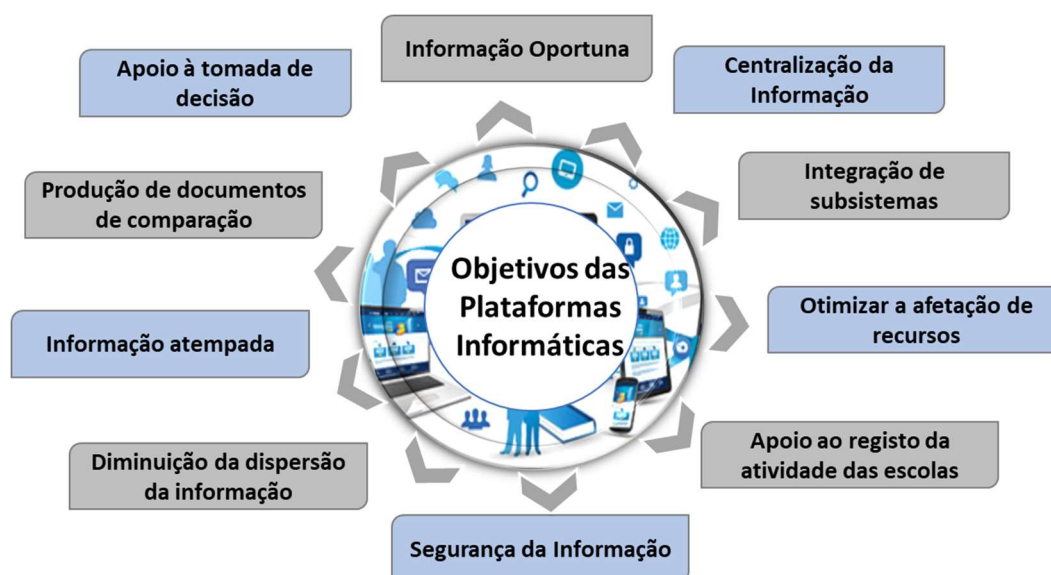 Informação Oportuna
Apoio à tomada de
decisão
Centralização da
Informação
Produção de documentos
de comparação
Integração de
subsistemas
Objetivos das
Plataformas
Informáticas
Informação atempada
Otimizar a afetação de
recursos
Diminuição da dispersão
da informação
Apoio ao registo da
atividade das escolas
Segurança da Informação